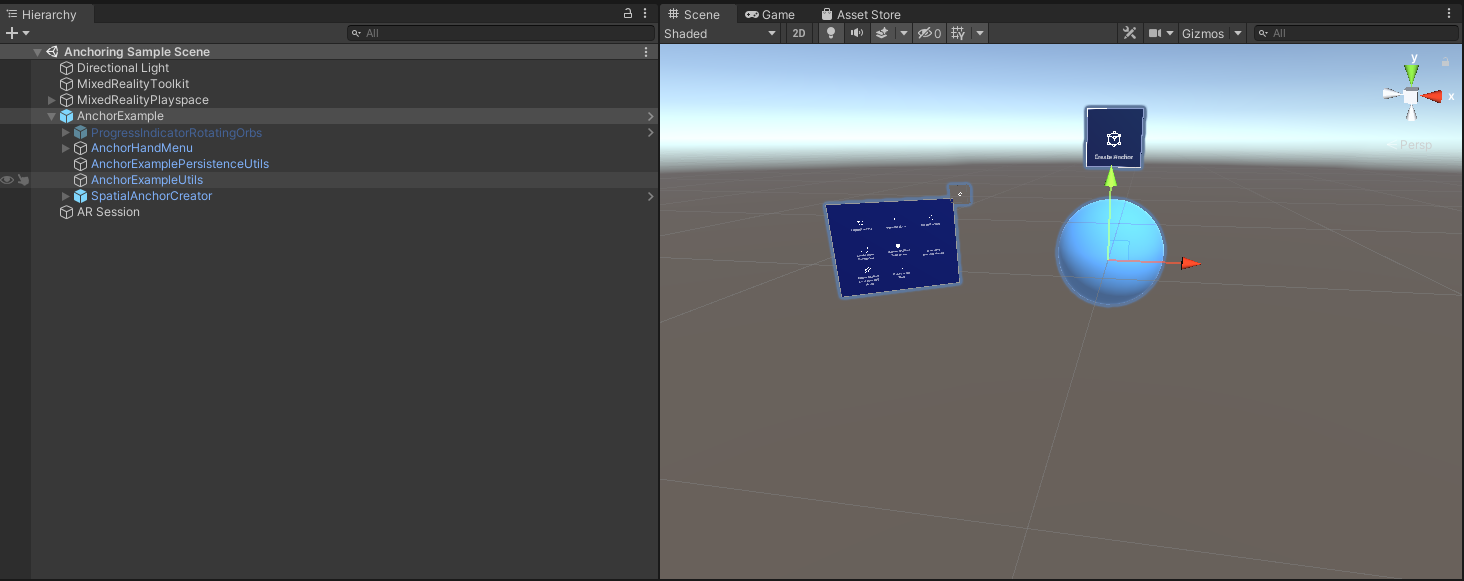 Hierarchy
All
Anchoring Sample Scene
Directional Light
MixedRealityToolkit
MixedRealityPlayspace
AnchorExample
ProgressIndicatorRotatingOrbs
AnchorHandMenu
AnchorExamplePersistenceUtils
AnchorExampleUtils
SpatialAnchorCreator
AR Session
Scene
Game
Asset Store
Shaded
2D
0
Gizmos
All
y
x
Persp
Create Anchor